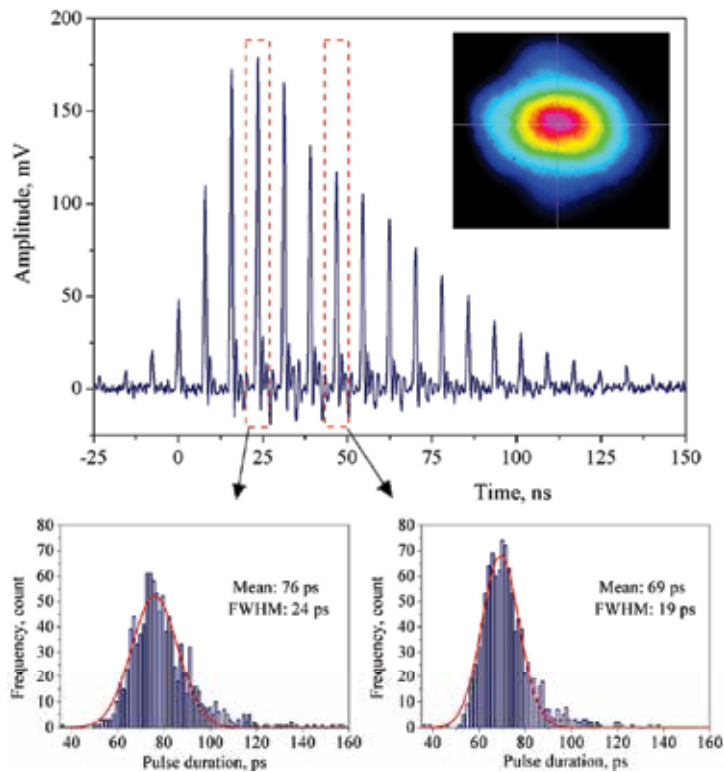 200
150
100
50
0
Amplitude, mV
-25 0 25 50 75 100 125 150
Time, ns
80
70
60
50
40
30
20
10
0
Frequency, count
Mean: 76 ps
FWHM: 24 ps
40 60 80 100 120 140 160
Pulse duration, ps
80
70
60
50
40
30
20
10
0
Frequency, count
Mean: 69 ps
FWHM: 19 ps
40 60 80 100 120 140 160
Pulse duration, ps